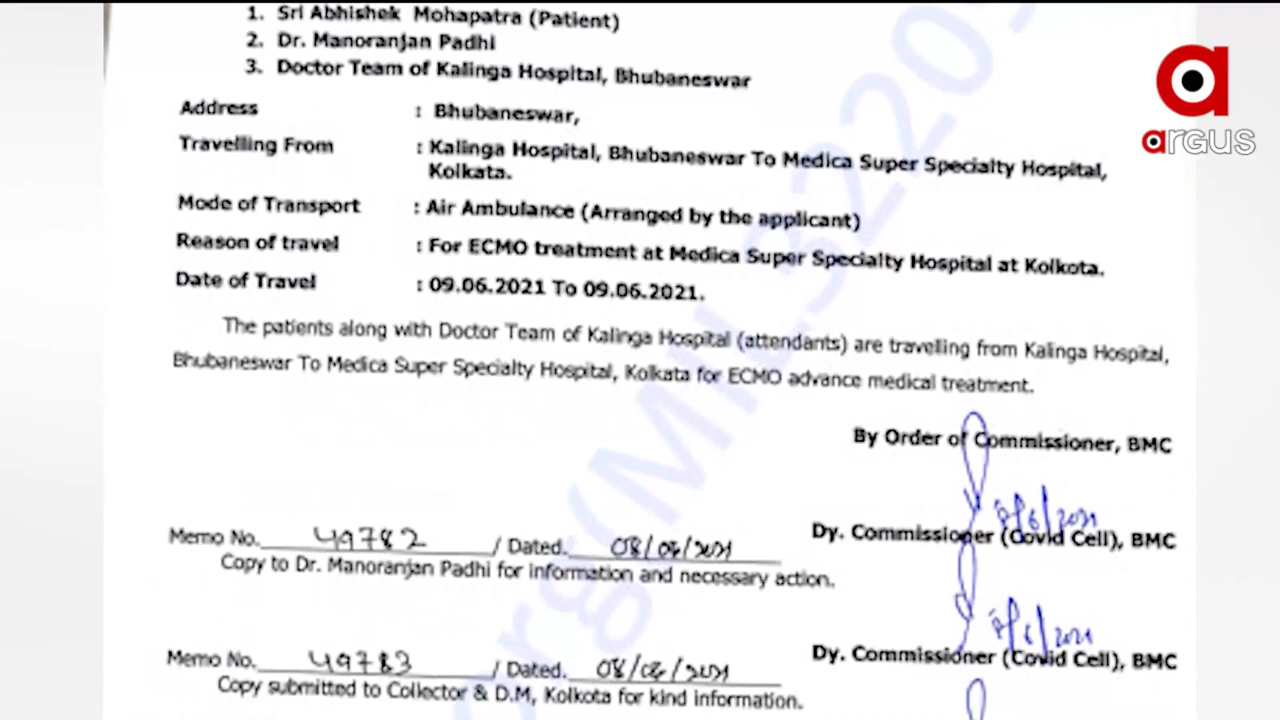 1. Sri Abhishek Mohapatra (Patient)
2. Dr. Manoranjan Padhi
3. Doctor Team of Kalinga Hospital, Bhubaneswar
argus
Address : Bhubaneswar,
Travelling From : Kalinga Hospital, Bhubaneswar To Medica Super Specialty Hospital,
Kolkata.
Mode of Transport : Air Ambulance (Arranged by the applicant)
Reason of travel : For ECMO treatment at Medica Super Specialty Hospital at Kolkota.
Date of Travel : 09.06.2021 To 09.06.2021.
The patients along with Doctor Team of Kalinga Hospital (attendants) are travelling from Kalinga Hospital,
Bhubaneswar To Medica Super Specialty Hospital, Kolkata for ECMO advance medical treatment.
By Order of Commissioner, BMC
8/6/2021
Dy. Commissioner (Covid Cell), BMC
Memo No. 49782 / Dated. 08/06/2021
Copy to Dr. Manoranjan Padhi for information and necessary action.
8/6/2021
Dy. Commissioner (Covid Cell), BMC
Memo No. 49783 / Dated. 08/06/2021
Copy submitted to Collector & D.M, Kolkota for kind information.